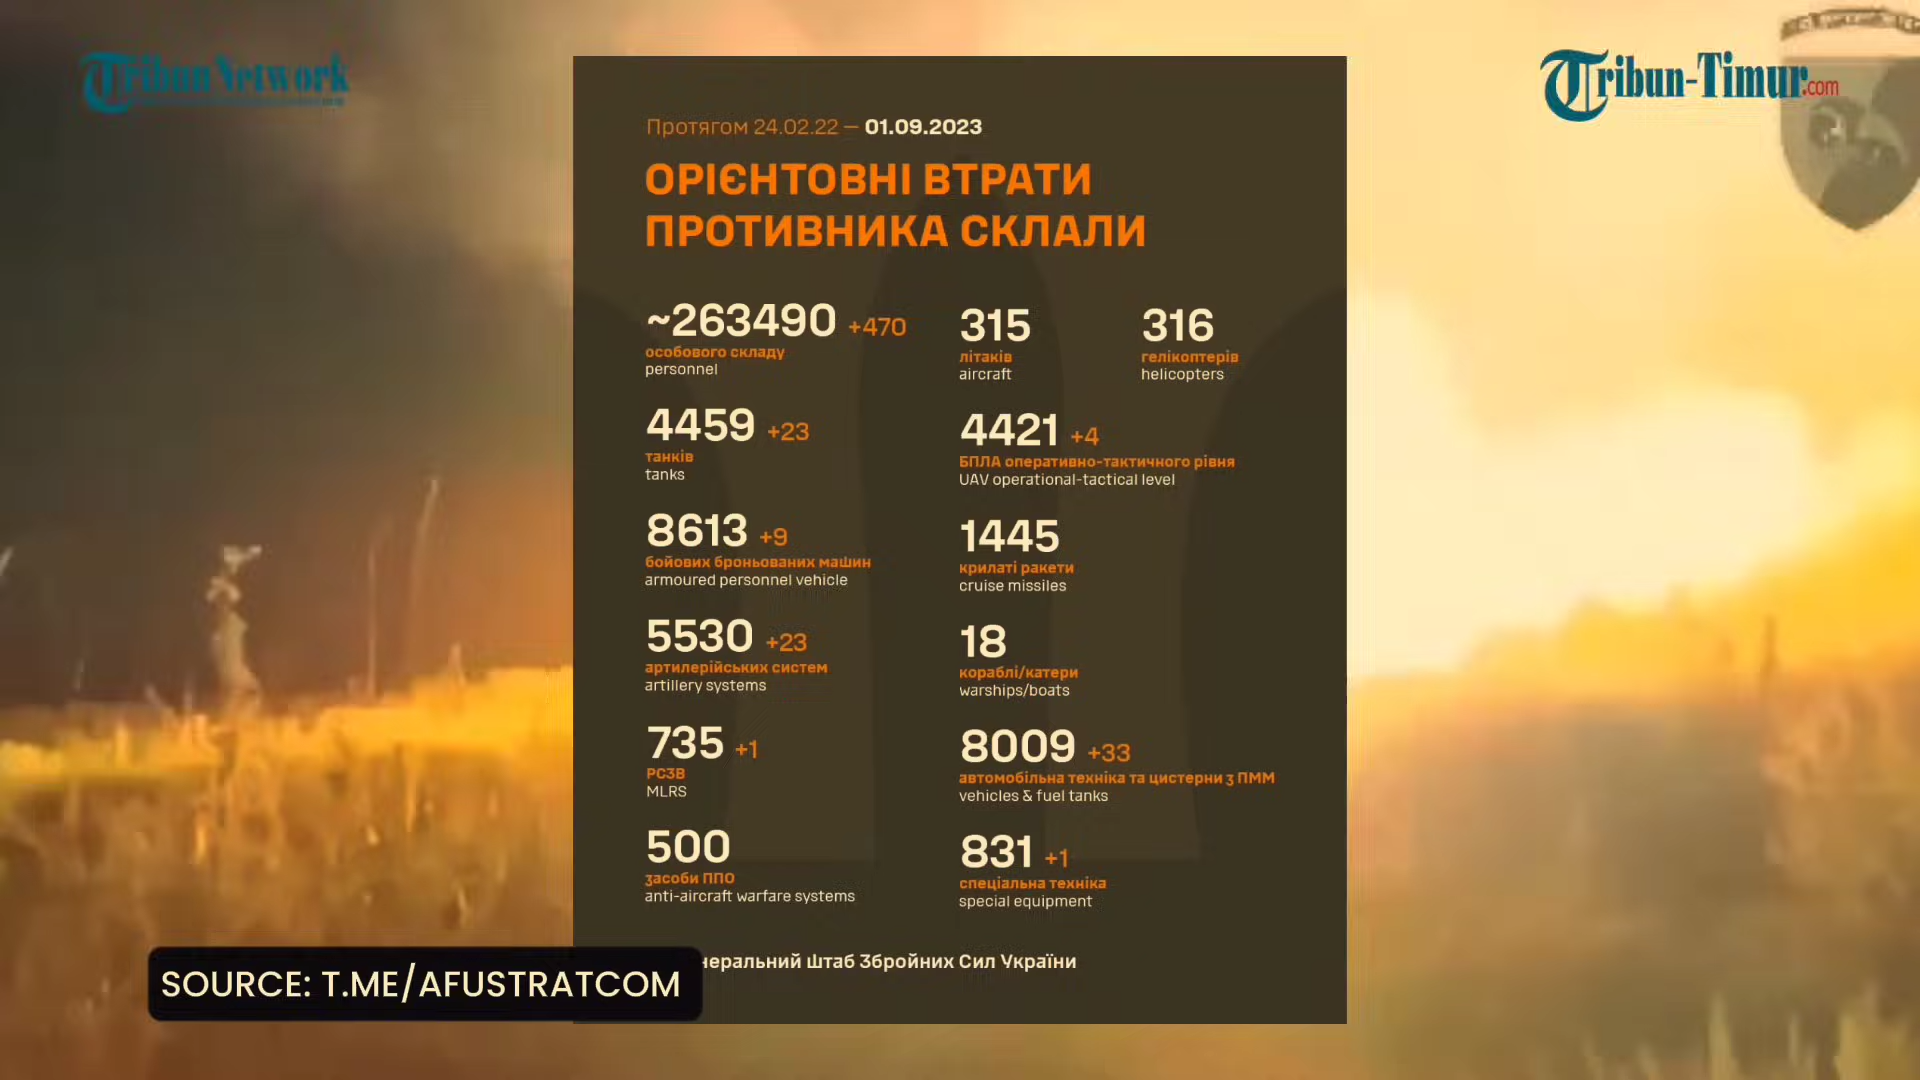 Tribun Network
Tribun-Timur.com
Протягом 24.02.22 — 01.09.2023
ОРІЄНТОВНІ ВТРАТИ
ПРОТИВНИКА СКЛАЛИ
~263490 +470
особового складу
personnel
315
літаків
aircraft
316
гелікоптерів
helicopters
4459 +23
танків
tanks
4421 +4
БПЛА оперативно-тактичного рівня
UAV operational-tactical level
8613 +9
бойових броньованих машин
armoured personnel vehicle
1445
крилаті ракети
cruise missiles
5530 +23
артилерійських систем
artillery systems
18
кораблі/катери
warships/boats
735 +1
РСЗВ
MLRS
8009 +33
автомобільна техніка та цистерни з ПММ
vehicles & fuel tanks
500
засоби ППО
anti-aircraft warfare systems
831 +1
спеціальна техніка
special equipment
Штаб Збройних Сил України
SOURCE: T.ME/AFUSTRATCOM